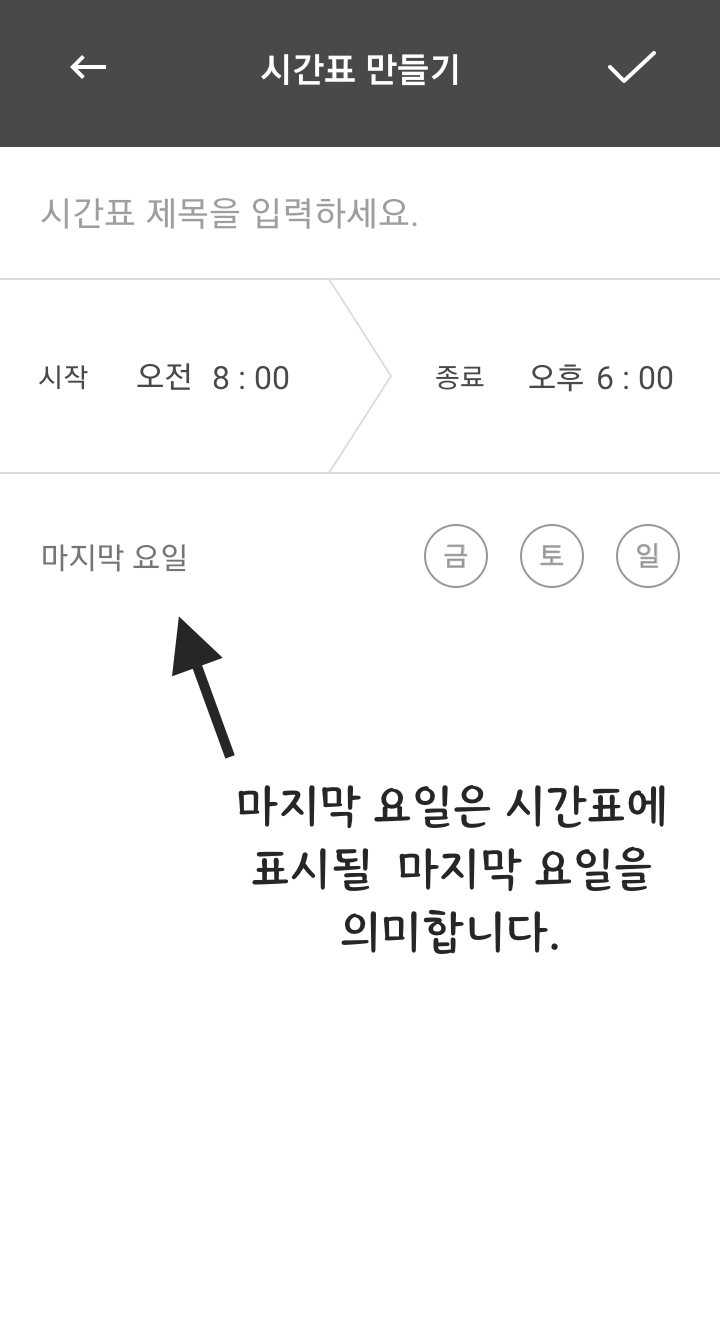 시간표 만들기
시간표 제목을 입력하세요.
시작 오전 8 : 00 종료 오후 6 : 00
마지막 요일 금 토 일
마지막 요일은 시간표에
표시될 마지막 요일을
의미합니다.